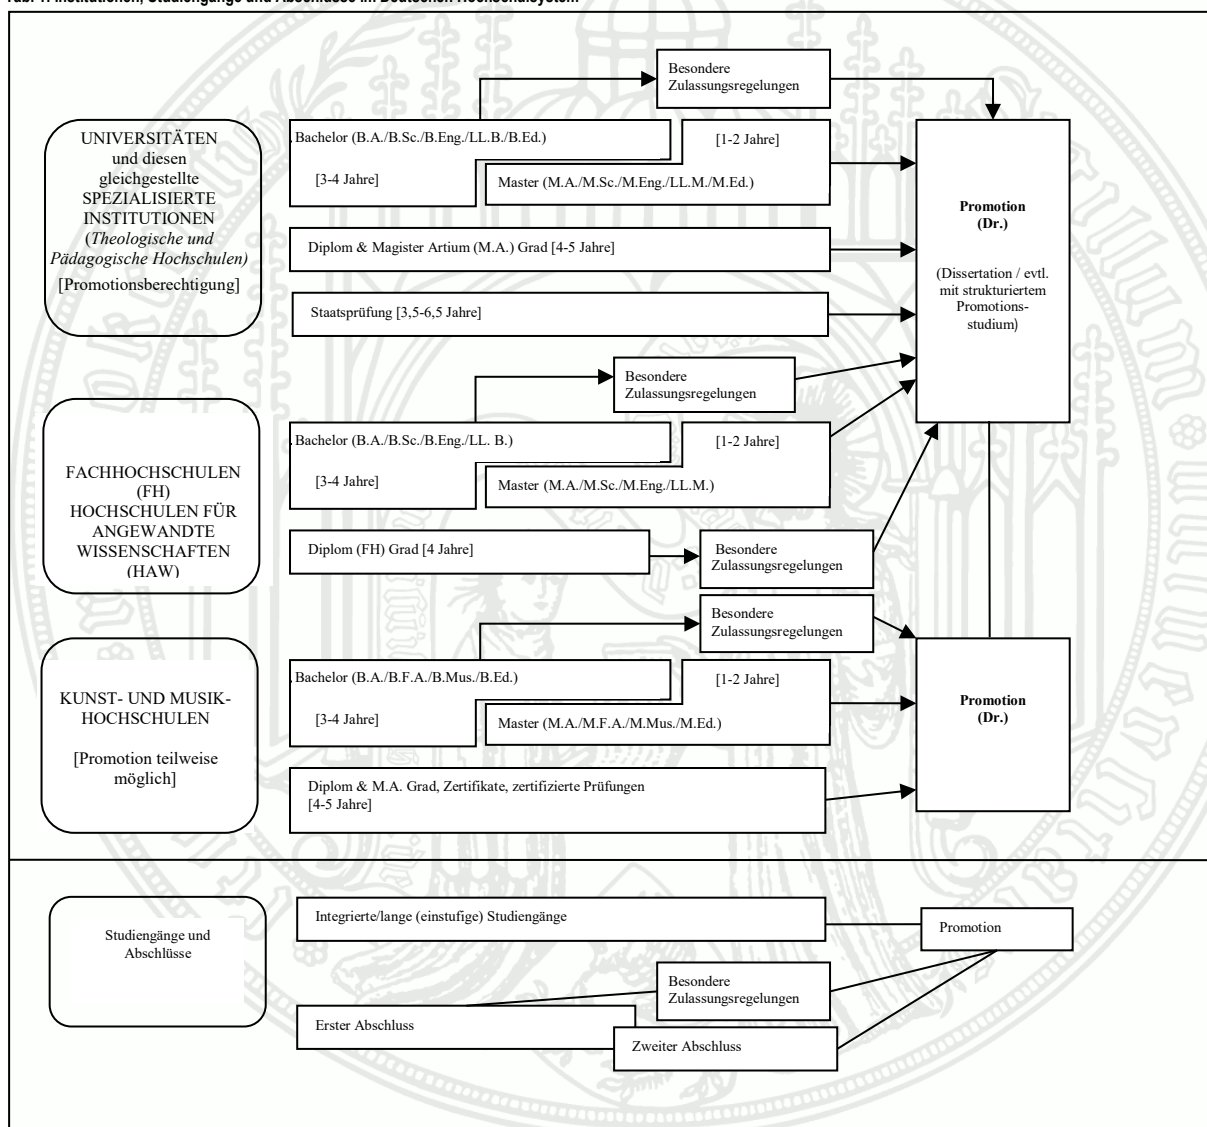 Tab. 1: Institutionen, Studiengänge und Abschlüsse im Deutschen Hochschulsystem
Besondere
Zulassungsregelungen
UNIVERSITÄTEN
und diesen
gleichgestellte
SPEZIALISIERTE
INSTITUTIONEN
(Theologische und
Pädagogische Hochschulen)
[Promotionsberechtigung]
Bachelor (B.A./B.Sc./B.Eng./LL.B./B.Ed.)
[3-4 Jahre]
[1-2 Jahre]
Master (M.A./M.Sc./M.Eng./LL.M./M.Ed.)
Diplom & Magister Artium (M.A.) Grad [4-5 Jahre]
Staatsprüfung [3,5-6,5 Jahre]
Promotion
(Dr.)
(Dissertation / evtl.
mit strukturiertem
Promotions-
studium)
Besondere
Zulassungsregelungen
FACHHOCHSCHULEN
(FH)
HOCHSCHULEN FÜR
ANGEWANDTE
WISSENSCHAFTEN
(HAW)
Bachelor (B.A./B.Sc./B.Eng./LL. B.)
[3-4 Jahre]
[1-2 Jahre]
Master (M.A./M.Sc./M.Eng./LL.M.)
Diplom (FH) Grad [4 Jahre]
Besondere
Zulassungsregelungen
Besondere
Zulassungsregelungen
KUNST- UND MUSIK-
HOCHSCHULEN
[Promotion teilweise
möglich]
Bachelor (B.A./B.F.A./B.Mus./B.Ed.)
[3-4 Jahre]
[1-2 Jahre]
Master (M.A./M.F.A./M.Mus./M.Ed.)
Diplom & M.A. Grad, Zertifikate, zertifizierte Prüfungen
[4-5 Jahre]
Promotion
(Dr.)
Studiengänge und
Abschlüsse
Integrierte/lange (einstufige) Studiengänge
Promotion
Besondere
Zulassungsregelungen
Erster Abschluss
Zweiter Abschluss